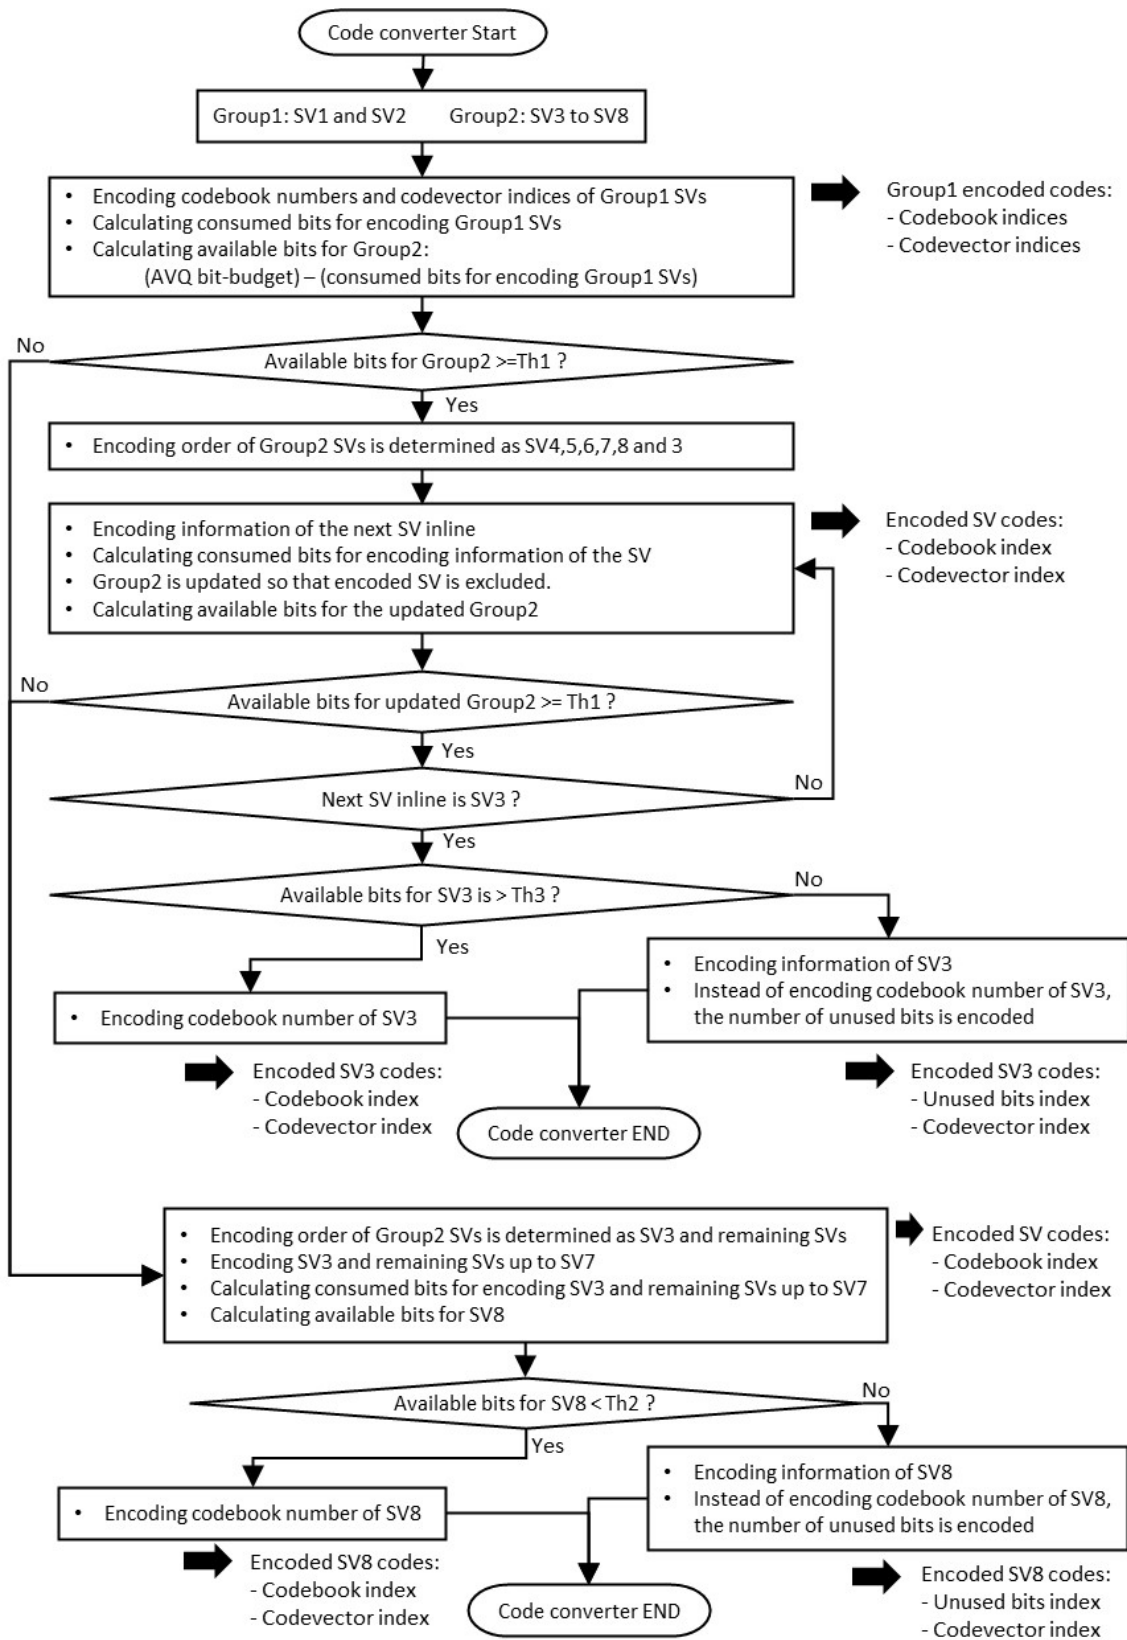 Code converter Start
Group1: SV1 and SV2 Group2: SV3 to SV8
• Encoding codebook numbers and codevector indices of Group1 SVs
• Calculating consumed bits for encoding Group1 SVs
• Calculating available bits for Group2:
(AVQ bit-budget) – (consumed bits for encoding Group1 SVs)
Group1 encoded codes:
- Codebook indices
- Codevector indices
No
Available bits for Group2 >=Th1 ?
Yes
• Encoding order of Group2 SVs is determined as SV4,5,6,7,8 and 3
• Encoding information of the next SV inline
• Calculating consumed bits for encoding information of the SV
• Group2 is updated so that encoded SV is excluded.
• Calculating available bits for the updated Group2
Encoded SV codes:
- Codebook index
- Codevector index
No
Available bits for updated Group2 >= Th1 ?
Yes
No
Next SV inline is SV3 ?
Yes
Available bits for SV3 is > Th3 ?
No
Yes
• Encoding codebook number of SV3
• Encoding information of SV3
• Instead of encoding codebook number of SV3,
the number of unused bits is encoded
Encoded SV3 codes:
- Codebook index
- Codevector index
Encoded SV3 codes:
- Unused bits index
- Codevector index
Code converter END
• Encoding order of Group2 SVs is determined as SV3 and remaining SVs
• Encoding SV3 and remaining SVs up to SV7
• Calculating consumed bits for encoding SV3 and remaining SVs up to SV7
• Calculating available bits for SV8
Encoded SV codes:
- Codebook index
- Codevector index
Available bits for SV8 < Th2 ?
No
Yes
• Encoding codebook number of SV8
• Encoding information of SV8
• Instead of encoding codebook number of SV8,
the number of unused bits is encoded
Encoded SV8 codes:
- Codebook index
- Codevector index
Code converter END
Encoded SV8 codes:
- Unused bits index
- Codevector index